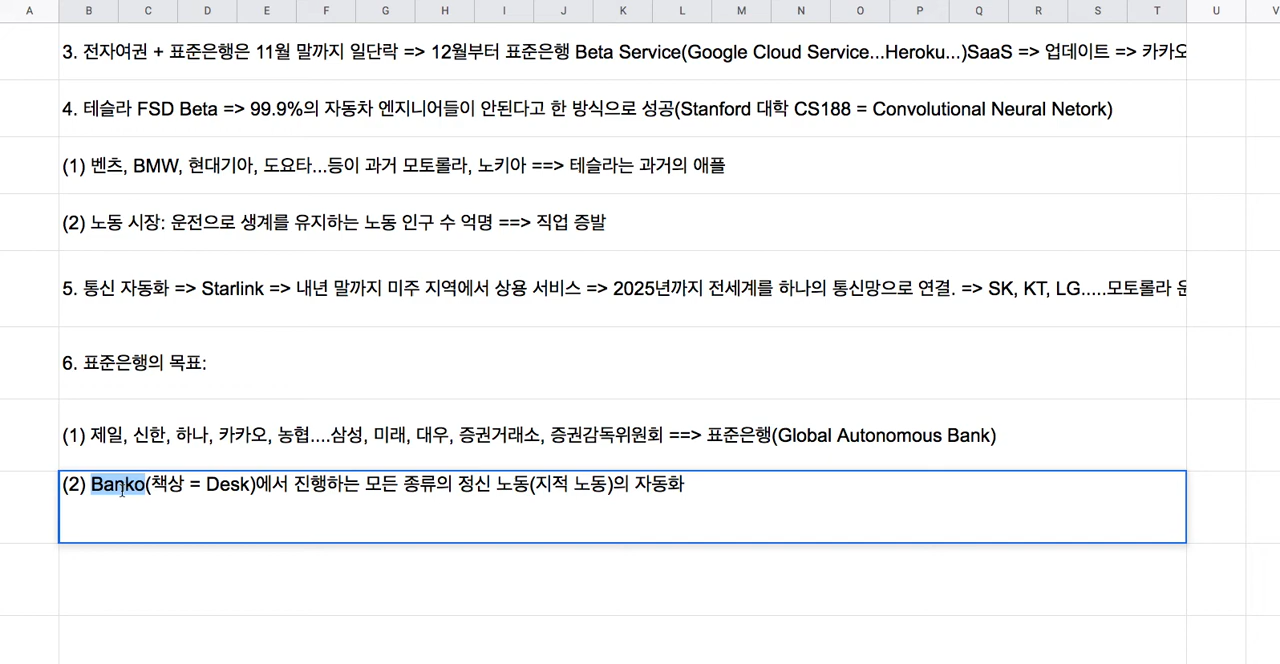 A B C D E F G H I J K L M N O P Q R S T U V
3. 전자여권 + 표준은행은 11월 말까지 일단락 => 12월부터 표준은행 Beta Service(Google Cloud Service...Heroku...)SaaS => 업데이트 => 카카오
4. 테슬라 FSD Beta => 99.9%의 자동차 엔지니어들이 안된다고 한 방식으로 성공(Stanford 대학 CS188 = Convolutional Neural Netork)
(1) 벤츠, BMW, 현대기아, 도요타...등이 과거 모토롤라, 노키아 ==> 테슬라는 과거의 애플
(2) 노동 시장: 운전으로 생계를 유지하는 노동 인구 수 억명 ==> 직업 증발
5. 통신 자동화 => Starlink => 내년 말까지 미주 지역에서 상용 서비스 => 2025년까지 전세계를 하나의 통신망으로 연결. => SK, KT, LG.....모토롤라
6. 표준은행의 목표:
(1) 제일, 신한, 하나, 카카오, 농협....삼성, 미래, 대우, 증권거래소, 증권감독위원회 ==> 표준은행(Global Autonomous Bank)
(2) Banko(책상 = Desk)에서 진행하는 모든 종류의 정신 노동(지적 노동)의 자동화